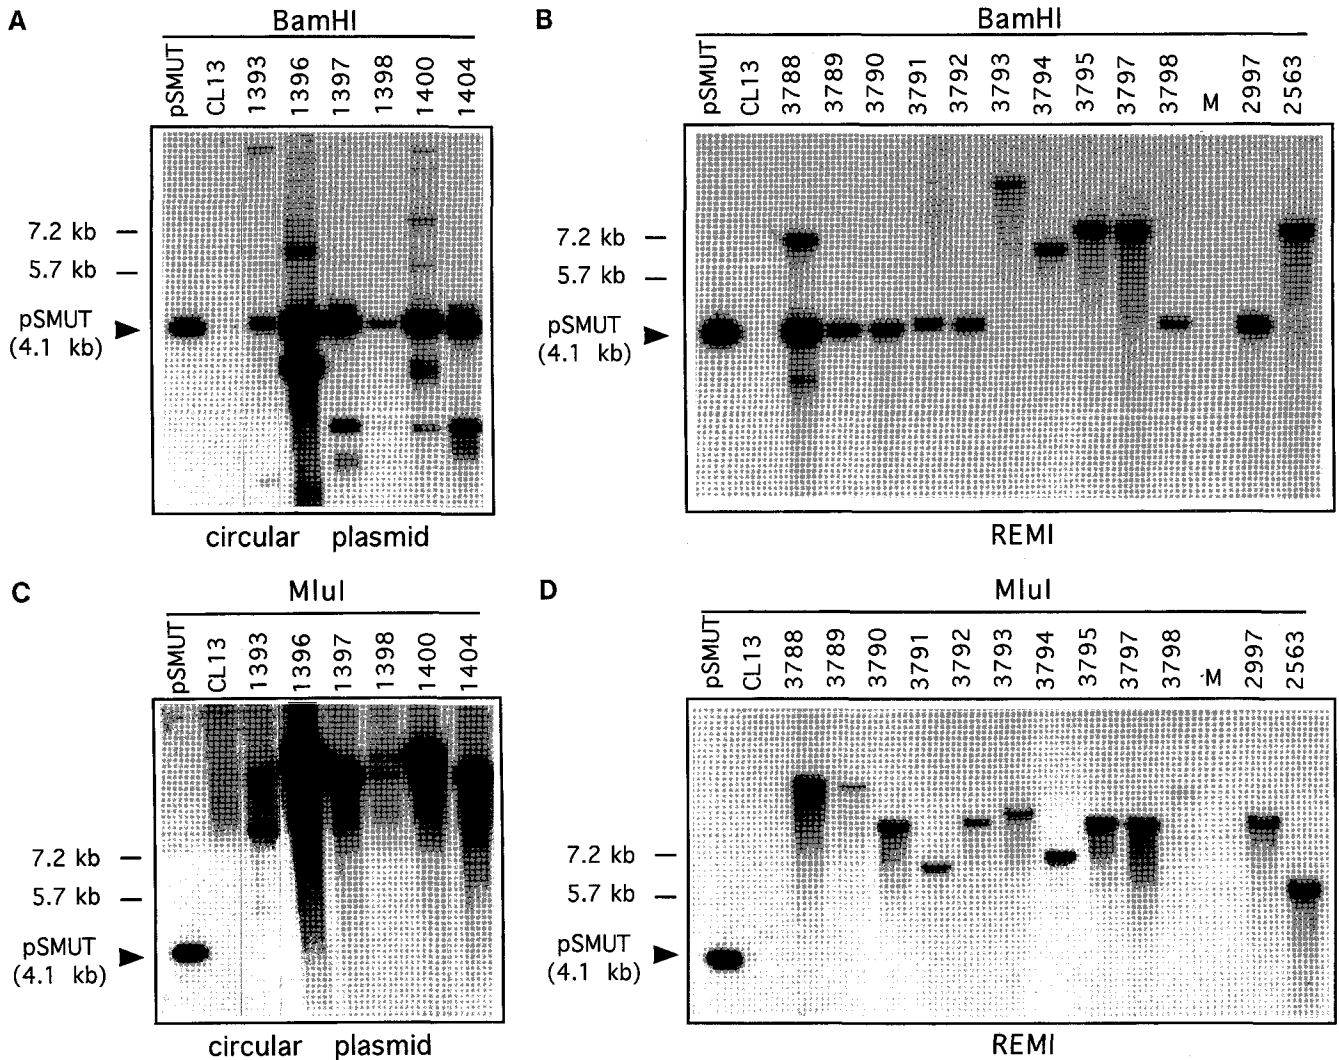 A
BamHI
pSMUT CL13 1393 1396 1397 1398 1400 1404
7.2 kb
5.7 kb
pSMUT
(4.1 kb)
circular plasmid
B
BamHI
pSMUT CL13 3788 3789 3790 3791 3792 3793 3794 3795 3797 3798 M 2997 2563
7.2 kb
5.7 kb
pSMUT
(4.1 kb)
REMI
C
MluI
pSMUT CL13 1393 1396 1397 1398 1400 1404
7.2 kb
5.7 kb
pSMUT
(4.1 kb)
circular plasmid
D
MluI
pSMUT CL13 3788 3789 3790 3791 3792 3793 3794 3795 3797 3798 M 2997 2563
7.2 kb
5.7 kb
pSMUT
(4.1 kb)
REMI